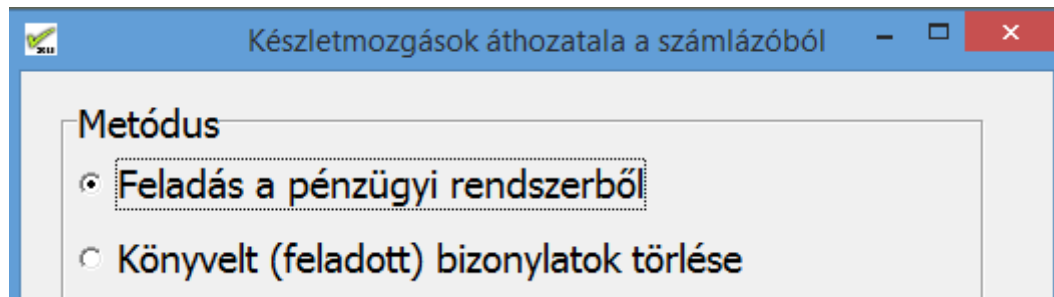 Készletmozgások áthozatala a számlázóból
Metódus
Feladás a pénzügyi rendszerből
Könyvelt (feladott) bizonylatok törlése